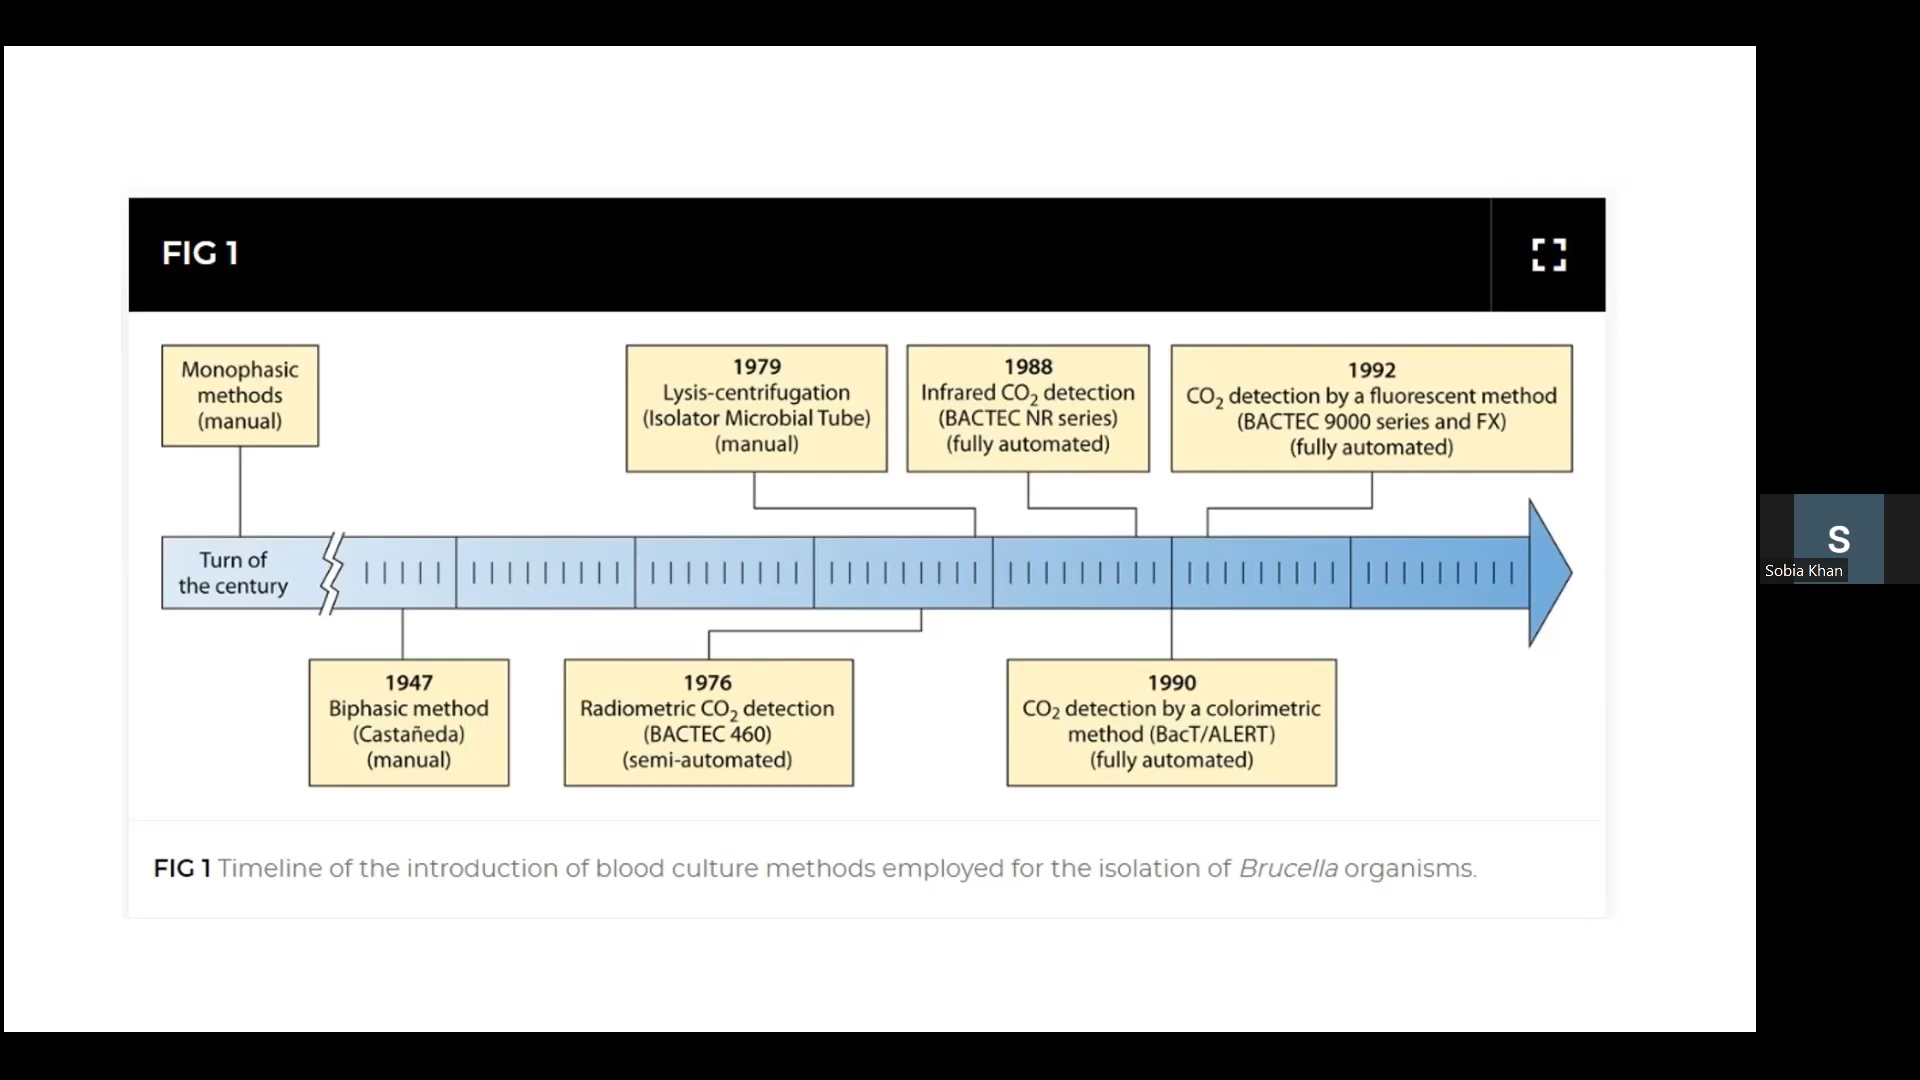 FIG 1
Monophasic
methods
(manual)
1979
Lysis-centrifugation
(Isolator Microbial Tube)
(manual)
1988
Infrared CO₂ detection
(BACTEC NR series)
(fully automated)
1992
CO₂ detection by a fluorescent method
(BACTEC 9000 series and FX)
(fully automated)
Turn of
the century
1947
Biphasic method
(Castañeda)
(manual)
1976
Radiometric CO₂ detection
(BACTEC 460)
(semi-automated)
1990
CO₂ detection by a colorimetric
method (BacT/ALERT)
(fully automated)
FIG 1 Timeline of the introduction of blood culture methods employed for the isolation of Brucella organisms.
S
Sobia Khan